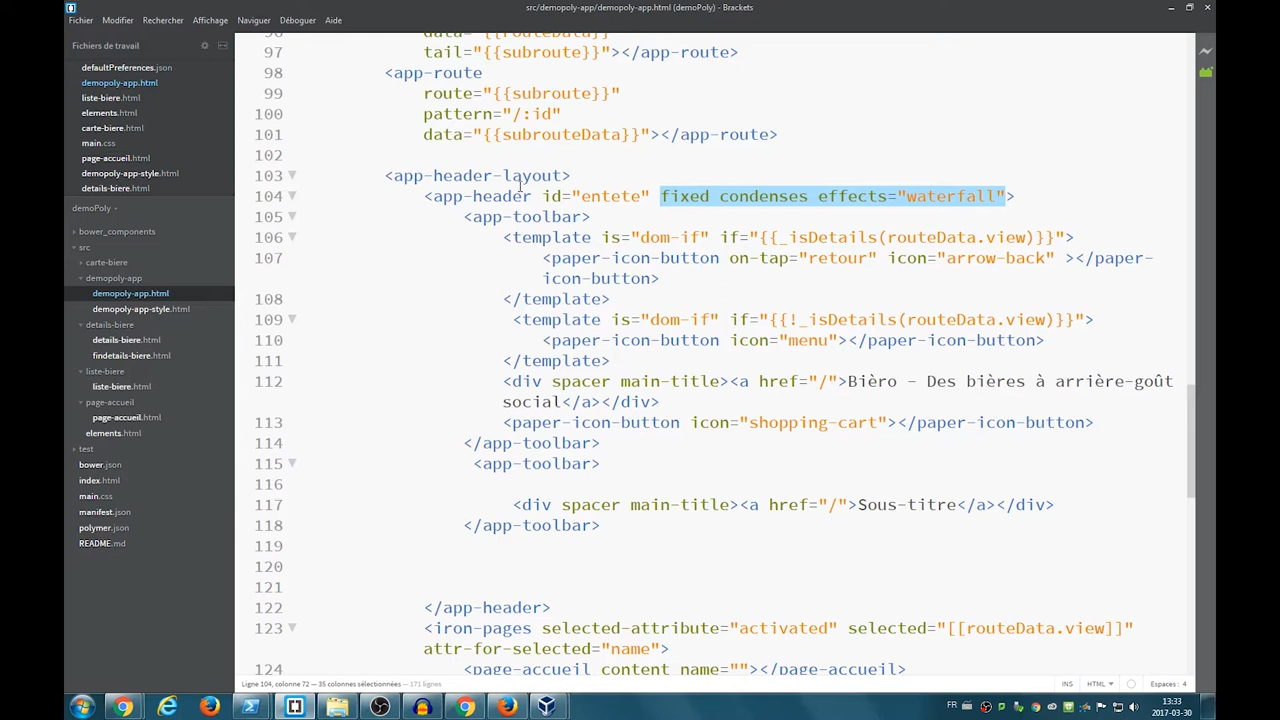 src/demopoly-app/demopoly-app.html (demoPoly) - Brackets
Fichier Modifier Rechercher Affichage Naviguer Déboguer Aide
Fichiers de travail
defaultPreferences.json
demopoly-app.html
liste-biere.html
elements.html
carte-biere.html
main.css
page-accueil.html
demopoly-app-style.html
details-biere.html
demoPoly
bower_components
src
carte-biere
demopoly-app
demopoly-app.html
demopoly-app-style.html
details-biere
details-biere.html
findetails-biere.html
liste-biere
liste-biere.html
page-accueil
page-accueil.html
elements.html
test
bower.json
index.html
main.css
manifest.json
polymer.json
README.md
96 data="{{routeData}}"
97 tail="{{subroute}}"></app-route>
98 <app-route
99 route="{{subroute}}"
100 pattern="/:id"
101 data="{{subrouteData}}"></app-route>
102
103 <app-header-layout>
104 <app-header id="entete" fixed condenses effects="waterfall">
105 <app-toolbar>
106 <template is="dom-if" if="{{_isDetails(routeData.view)}}">
107 <paper-icon-button on-tap="retour" icon="arrow-back" ></paper-
icon-button>
108 </template>
109 <template is="dom-if" if="{{!_isDetails(routeData.view)}}">
110 <paper-icon-button icon="menu"></paper-icon-button>
111 </template>
112 <div spacer main-title><a href="/">Bièro - Des bières à arrière-goût
social</a></div>
113 <paper-icon-button icon="shopping-cart"></paper-icon-button>
114 </app-toolbar>
115 <app-toolbar>
116
117 <div spacer main-title><a href="/">Sous-titre</a></div>
118 </app-toolbar>
119
120
121
122 </app-header>
123 <iron-pages selected-attribute="activated" selected="[[routeData.view]]"
attr-for-selected="name">
124 <page-accueil content name=""></page-accueil>
Ligne 104, colonne 72 — 35 colonnes sélectionnées — 171 lignes
INS HTML Espaces : 4
FR 13:33
2017-03-30